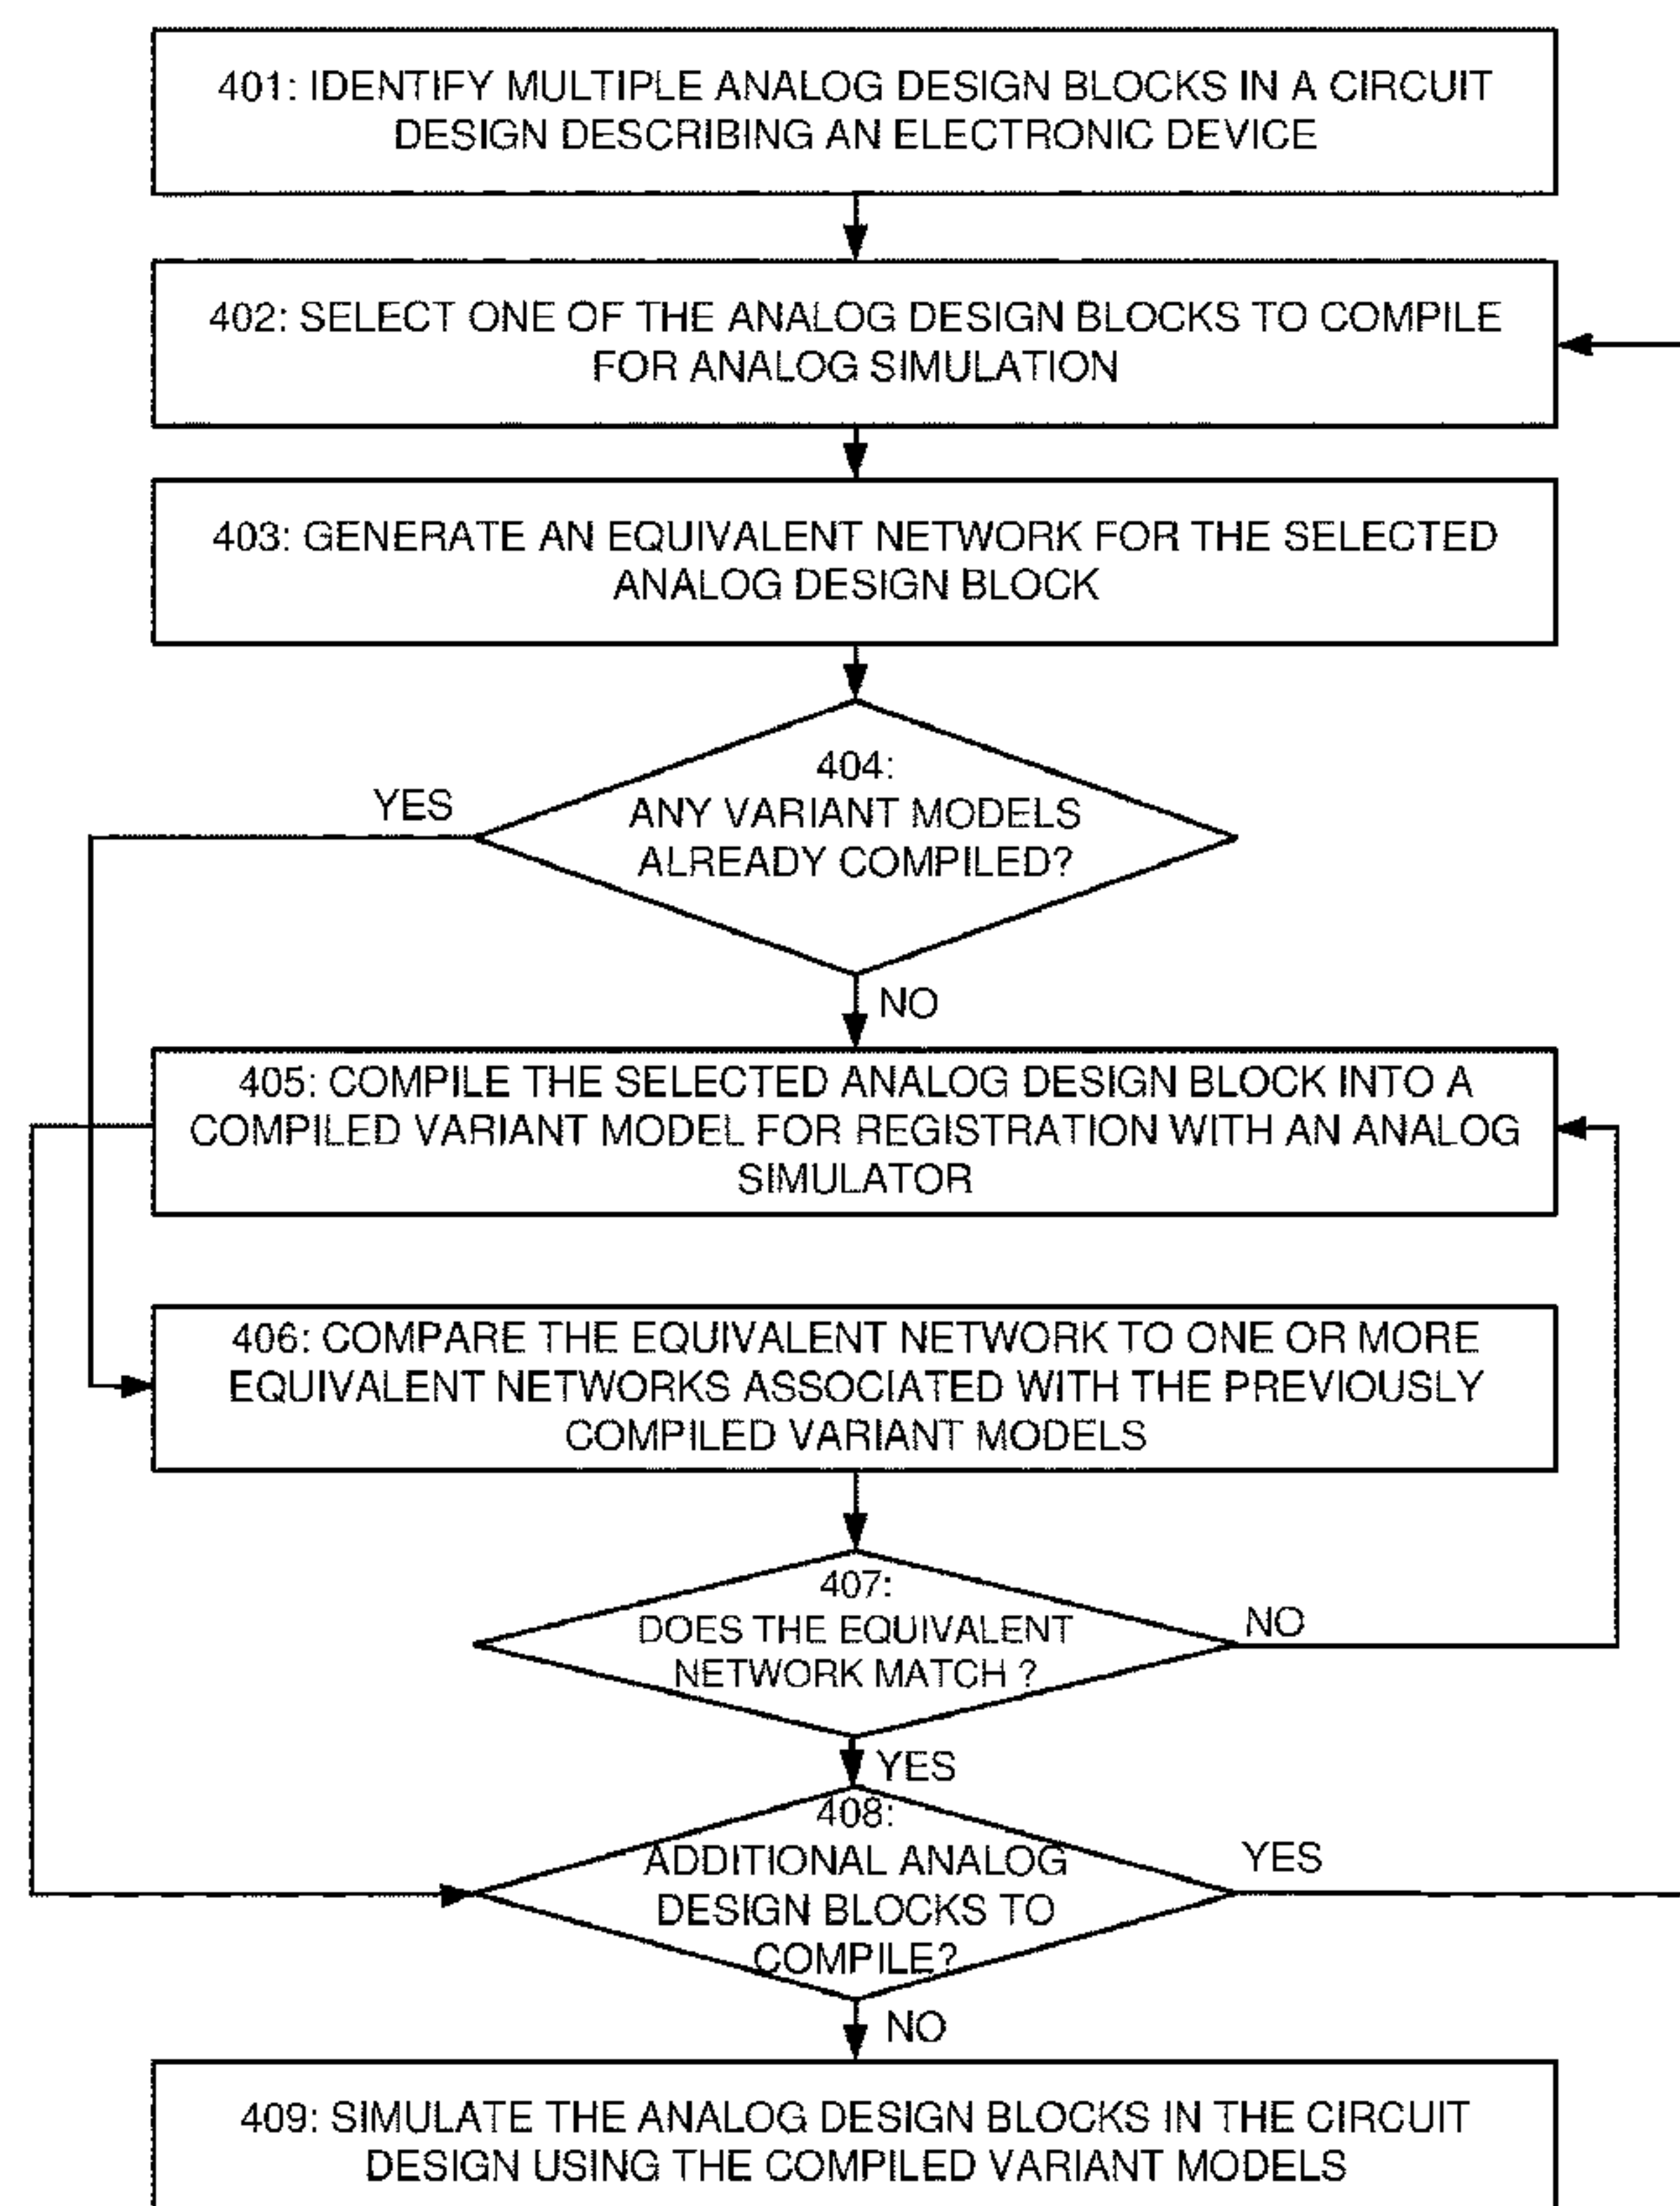 401: IDENTIFY MULTIPLE ANALOG DESIGN BLOCKS IN A CIRCUIT
DESIGN DESCRIBING AN ELECTRONIC DEVICE
402: SELECT ONE OF THE ANALOG DESIGN BLOCKS TO COMPILE
FOR ANALOG SIMULATION
403: GENERATE AN EQUIVALENT NETWORK FOR THE SELECTED
ANALOG DESIGN BLOCK
404:
ANY VARIANT MODELS
ALREADY COMPILED?
YES
NO
405: COMPILE THE SELECTED ANALOG DESIGN BLOCK INTO A
COMPILED VARIANT MODEL FOR REGISTRATION WITH AN ANALOG
SIMULATOR
406: COMPARE THE EQUIVALENT NETWORK TO ONE OR MORE
EQUIVALENT NETWORKS ASSOCIATED WITH THE PREVIOUSLY
COMPILED VARIANT MODELS
407:
DOES THE EQUIVALENT
NETWORK MATCH ?
NO
YES
408:
ADDITIONAL ANALOG
DESIGN BLOCKS TO
COMPILE?
YES
NO
409: SIMULATE THE ANALOG DESIGN BLOCKS IN THE CIRCUIT
DESIGN USING THE COMPILED VARIANT MODELS